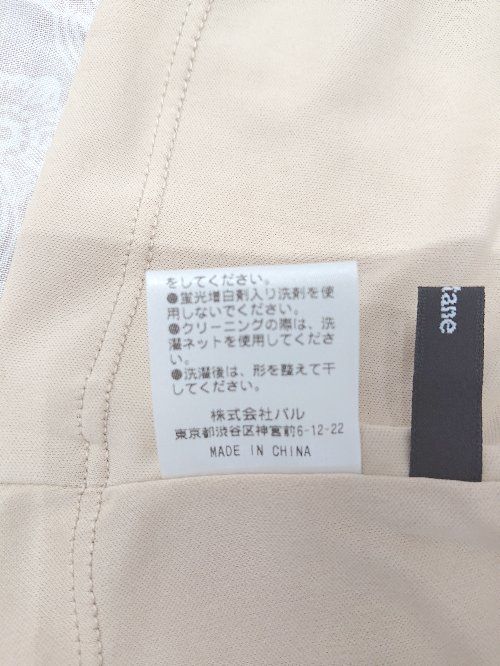 をしてください。
●蛍光増白剤入り洗剤を使
用しないでください。
●クリーニングの際は、洗
濯ネットを使用してくださ
い。
●洗濯後は、形を整えて干
してください。
株式会社パル
東京都渋谷区神宮前6-12-22
MADE IN CHINA
tane